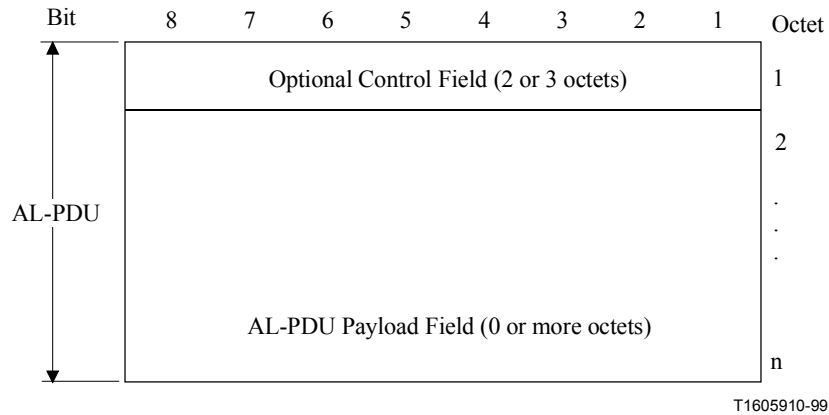 Bit 8 7 6 5 4 3 2 1 Octet
Optional Control Field (2 or 3 octets) 1
2
AL-PDU
.
.
.
AL-PDU Payload Field (0 or more octets)
n
T1605910-99